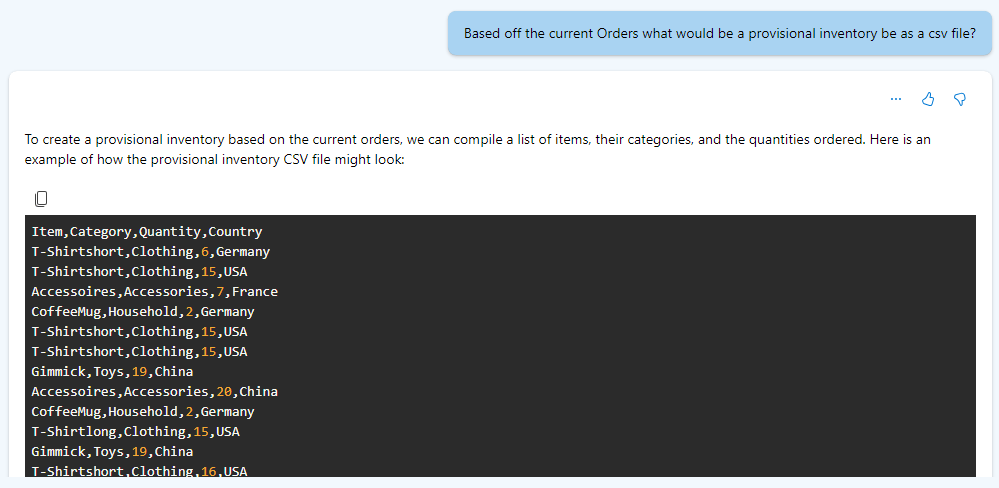 Based off the current Orders what would be a provisional inventory be as a csv file?
To create a provisional inventory based on the current orders, we can compile a list of items, their categories, and the quantities ordered. Here is an
example of how the provisional inventory CSV file might look:
Item,Category,Quantity,Country
T-Shirtshort,Clothing,6,Germany
T-Shirtshort,Clothing,15,USA
Accessoires,Accessories,7,France
CoffeeMug,Household,2,Germany
T-Shirtshort,Clothing,15,USA
T-Shirtshort,Clothing,15,USA
Gimmick,Toys,19,China
Accessoires,Accessories,20,China
CoffeeMug,Household,2,Germany
T-Shirtlong,Clothing,15,USA
Gimmick,Toys,19,China
T-Shirtshort,Clothing,16,USA